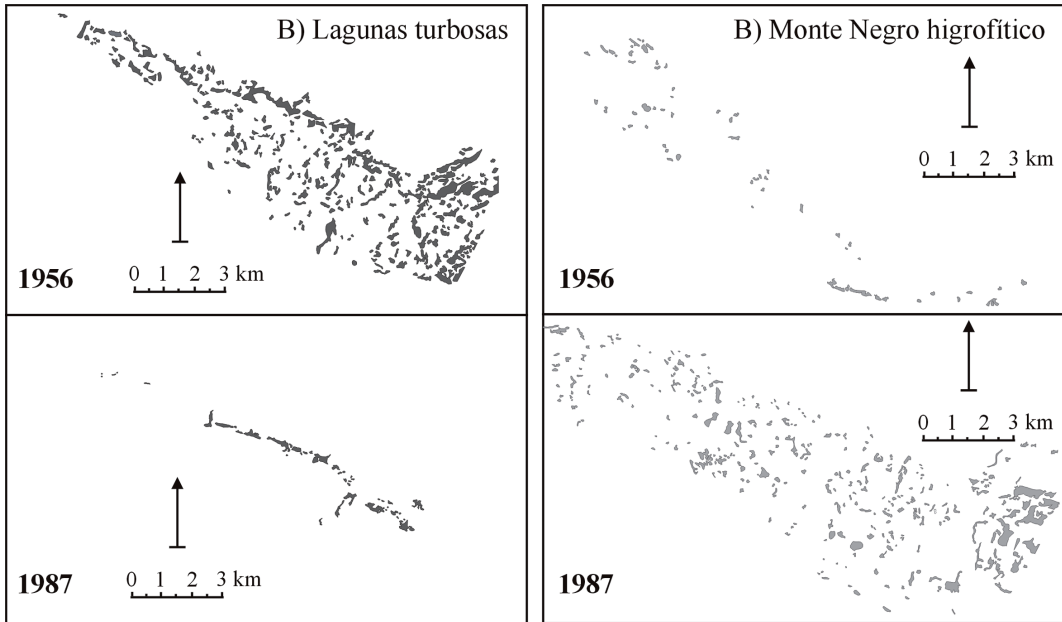 B) Lagunas turbosas
1956
0 1 2 3 km
1987
0 1 2 3 km
B) Monte Negro higrofítico
0 1 2 3 km
1956
0 1 2 3 km
1987